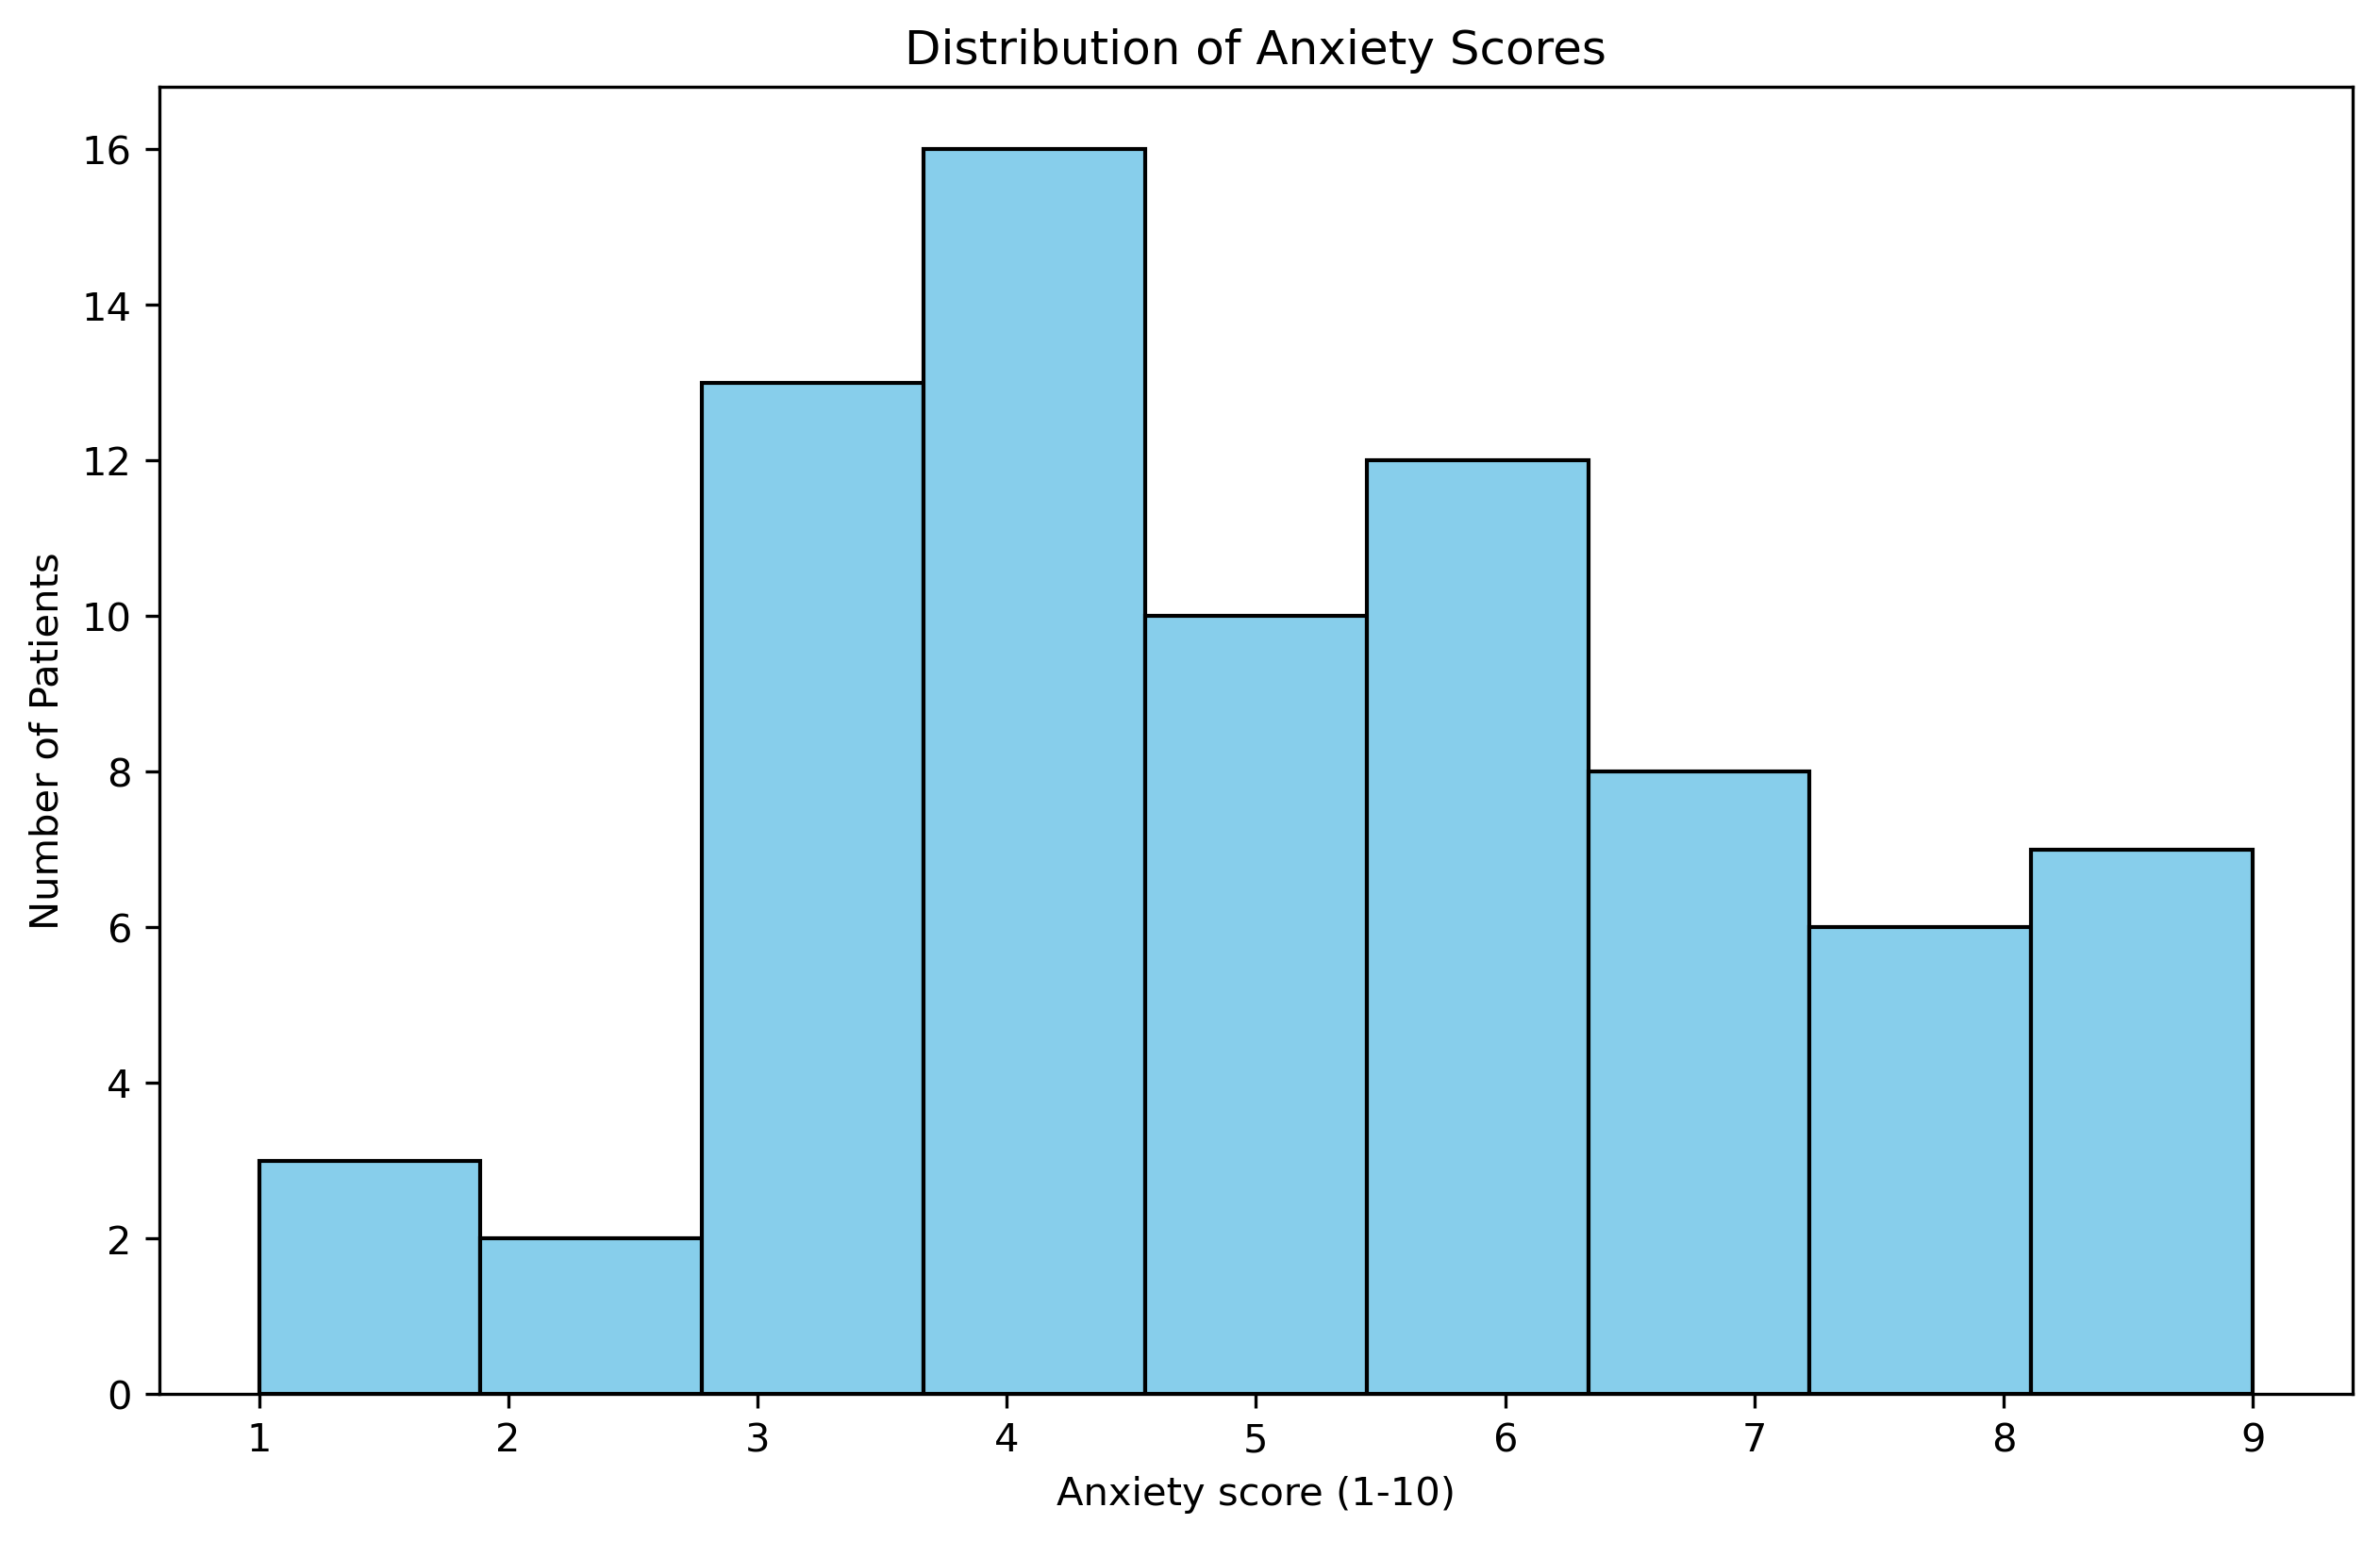 Distribution of Anxiety Scores
16
14
12
10
8
6
4
2
0
Number of Patients
1 2 3 4 5 6 7 8 9
Anxiety score (1-10)